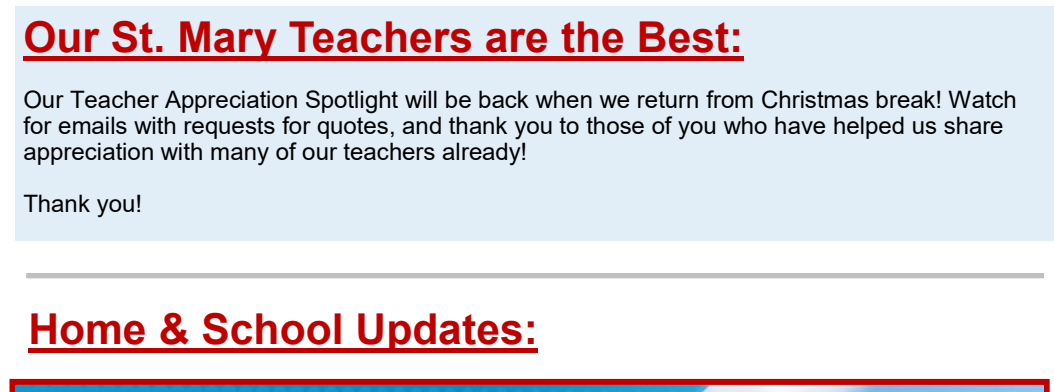 Our St. Mary Teachers are the Best:
Our Teacher Appreciation Spotlight will be back when we return from Christmas break! Watch
for emails with requests for quotes, and thank you to those of you who have helped us share
appreciation with many of our teachers already!
Thank you!
Home & School Updates: